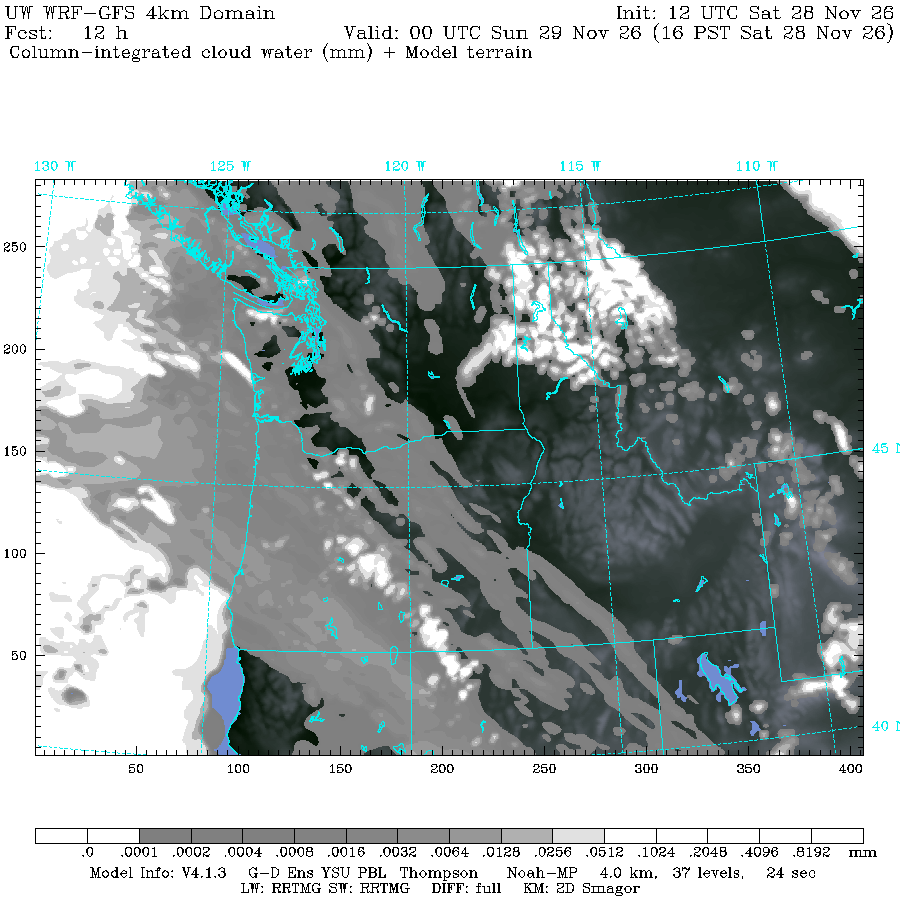 UW WRF-GFS 4km Domain Init: 12 UTC Sat 28 Nov 26
Fcst: 12 h Valid: 00 UTC Sun 29 Nov 26 (16 PST Sat 28 Nov 26)
Column-integrated cloud water (mm) + Model terrain
130 W 125 W 120 W 115 W 110 W
250
200
150 45 N
100
50
40 N
50 100 150 200 250 300 350 400
.0 .0001 .0002 .0004 .0008 .0016 .0032 .0064 .0128 .0256 .0512 .1024 .2048 .4096 .8192 mm
Model Info: V4.1.3 G-D Ens YSU PBL Thompson Noah-MP 4.0 km, 37 levels, 24 sec
LW: RRTMG SW: RRTMG DIFF: full KM: 2D Smagor